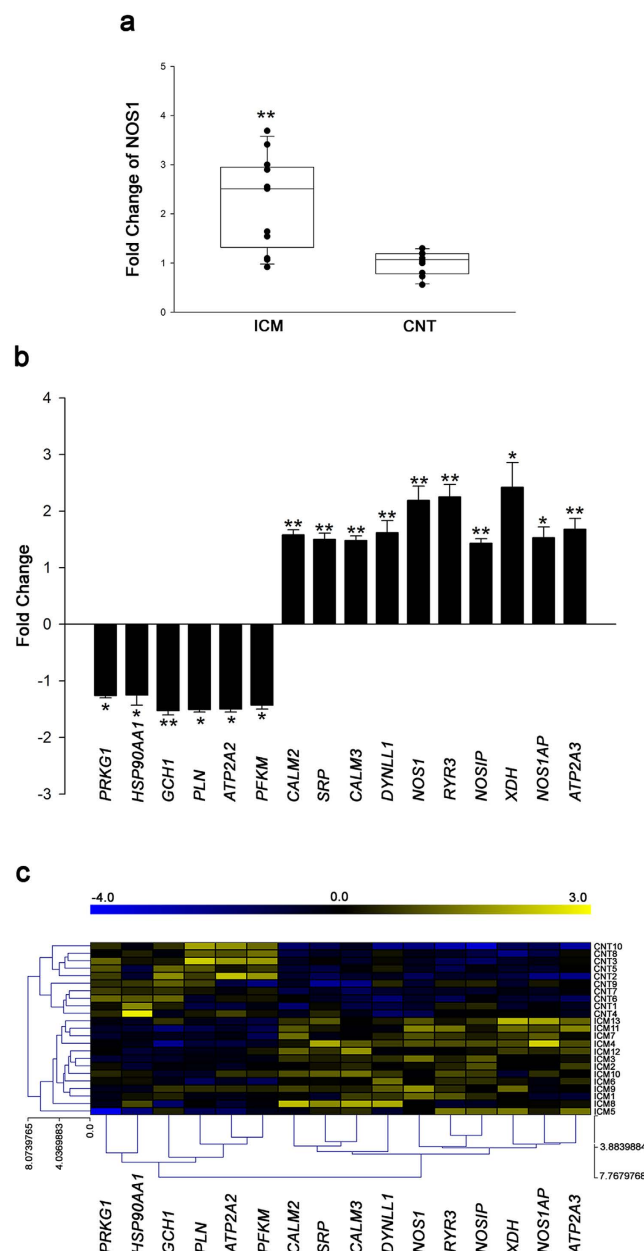 a
5
4
3
2
1
0
Fold Change of NOS1
**
ICM
CNT
b
4
3
2
1
0
-1
-2
-3
Fold Change
* * ** * * * ** ** ** ** ** ** ** * * **
PRKG1
HSP90AA1
GCH1
PLN
ATP2A2
PFKM
CALM2
SRP
CALM3
DYNLL1
NOS1
RYR3
NOSIP
XDH
NOS1AP
ATP2A3
c
-4.0 0.0 3.0
CNT10
CNT8
CNT3
CNT5
CNT2
CNT9
CNT7
CNT6
CNT1
CNT4
ICM13
ICM11
ICM7
ICM4
ICM12
ICM3
ICM2
ICM10
ICM6
ICM9
ICM1
ICM8
ICM5
8.0739765
4.0369883
0.0
3.8839884
7.7679768
PRKG1
HSP90AA1
GCH1
PLN
ATP2A2
PFKM
CALM2
SRP
CALM3
DYNLL1
NOS1
RYR3
NOSIP
XDH
NOS1AP
ATP2A3